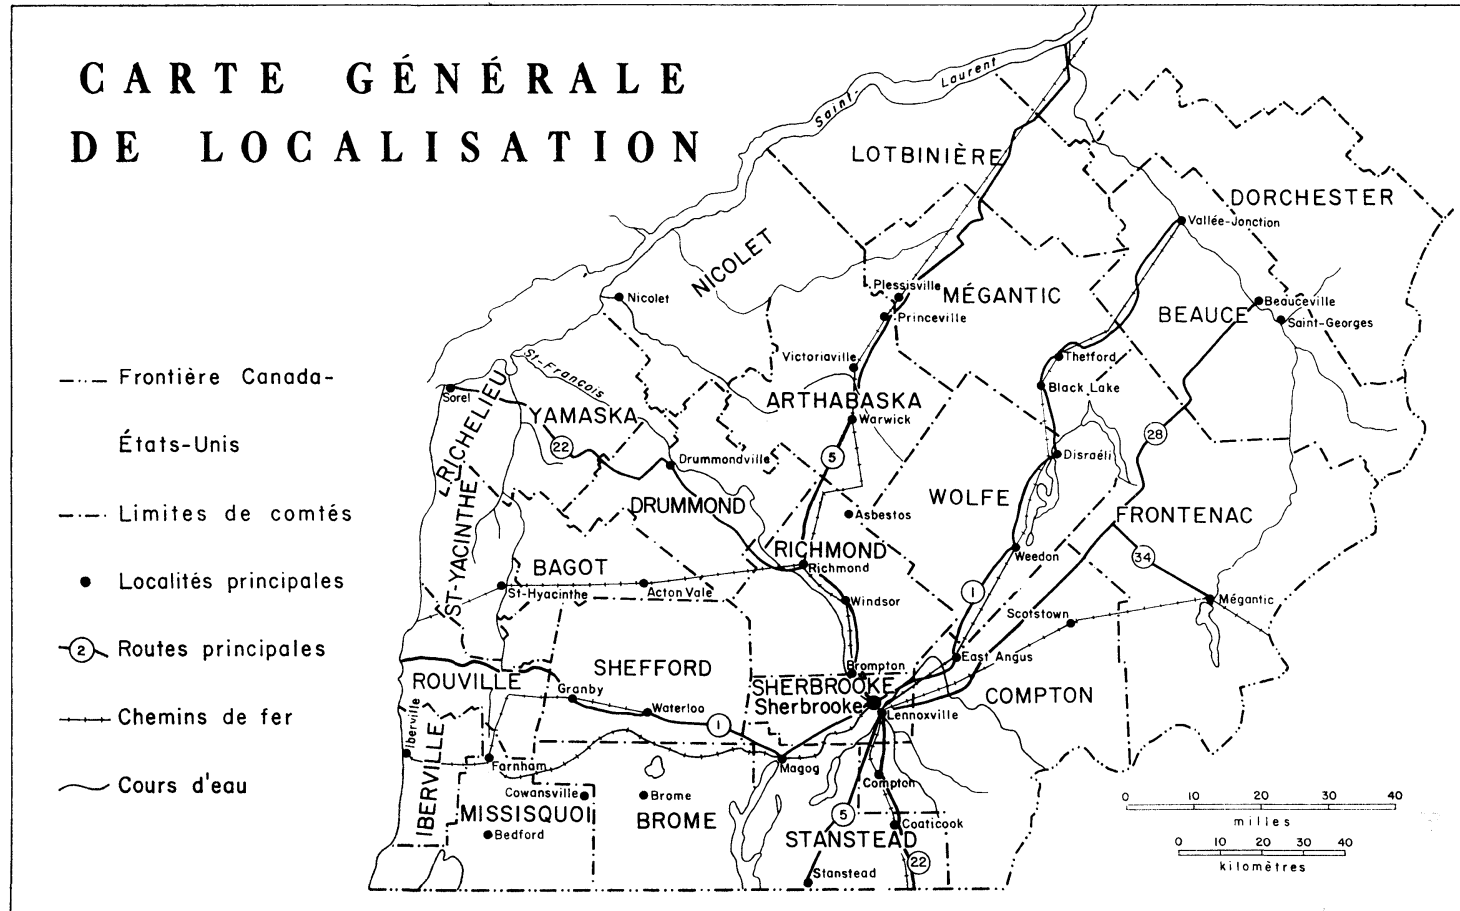 CARTE GÉNÉRALE
DE LOCALISATION
Frontière Canada-
États-Unis
Limites de comtés
Localités principales
2 Routes principales
Chemins de fer
Cours d'eau
Saint-
Laurent
LOTBINIÈRE
DORCHESTER
Vallée-Jonction
NICOLET
Nicolet
Plessisville
MÉGANTIC
Princeville
BEAUCE
Beauceville
Saint-Georges
St-François
Victoriaville
Thetford
Black Lake
Sorel
RICHELIEU
YAMASKA
22
ARTHABASKA
Warwick
28
5
Disraéli
Drummondville
DRUMMOND
WOLFE
Asbestos
FRONTENAC
ST-YACINTHE
BAGOT
RICHMOND
Richmond
34
Weedon
St-Hyacinthe
Acton Vale
Windsor
1
Scotstown
Mégantic
East Angus
SHEFFORD
Brompton
ROUVILLE
SHERBROOKE
Sherbrooke
COMPTON
Granby
Waterloo
1
Lennoxville
Iberville
IBERVILLE
Farnham
Magog
Compton
Cowansville
Brome
MISSISQUOI
BROME
5
Bedford
STANSTEAD
Coaticook
22
Stanstead
0 10 20 30 40
milles
0 10 20 30 40
kilomètres